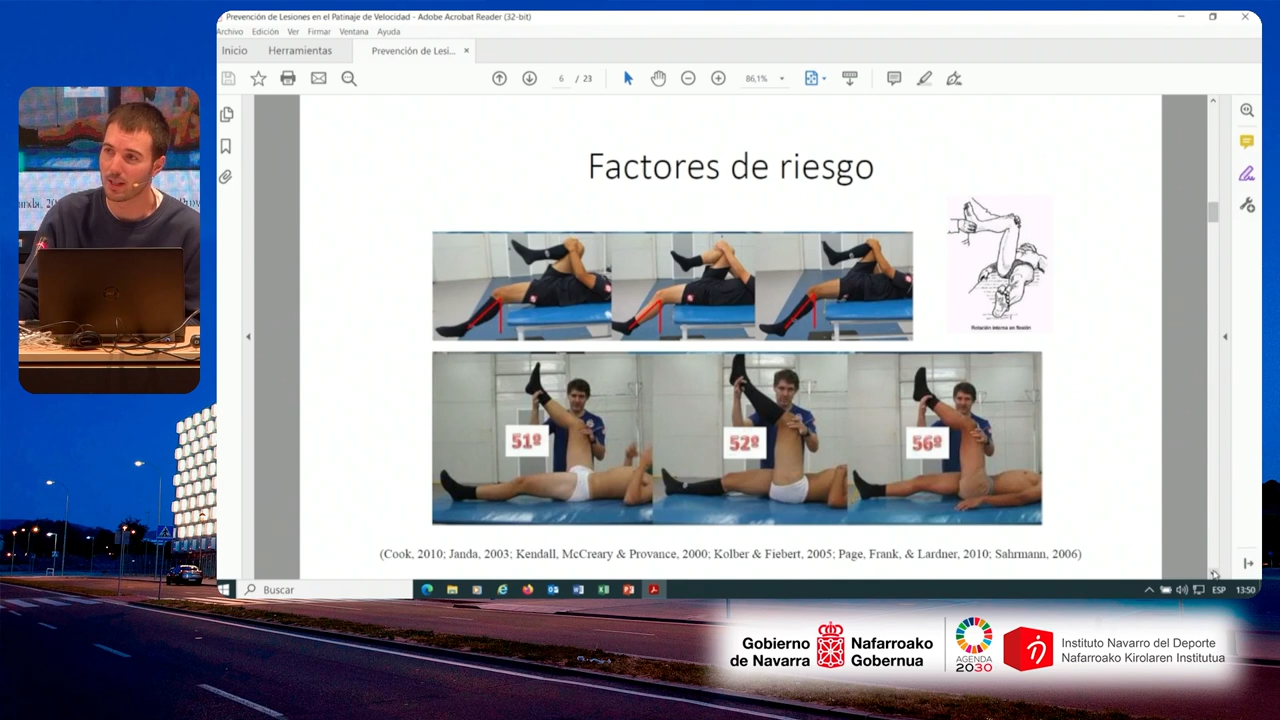 Prevención de Lesiones en el Patinaje de Velocidad - Adobe Acrobat Reader (32-bit)
Archivo Edición Ver Firmar Ventana Ayuda
Inicio Herramientas Prevención de Lesi... ×
6 / 23 86,1%
Factores de riesgo
Rotación interna en flexión
51º 52º 56º
(Cook, 2010; Janda, 2003; Kendall, McCreary & Provance, 2000; Kolber & Fiebert, 2005; Page, Frank, & Lardner, 2010; Sahrmann, 2006)
Buscar
ESP 13:50
Gobierno de Navarra
Nafarroako Gobernua
AGENDA 2030
Instituto Navarro del Deporte
Nafarroako Kirolaren Institutua